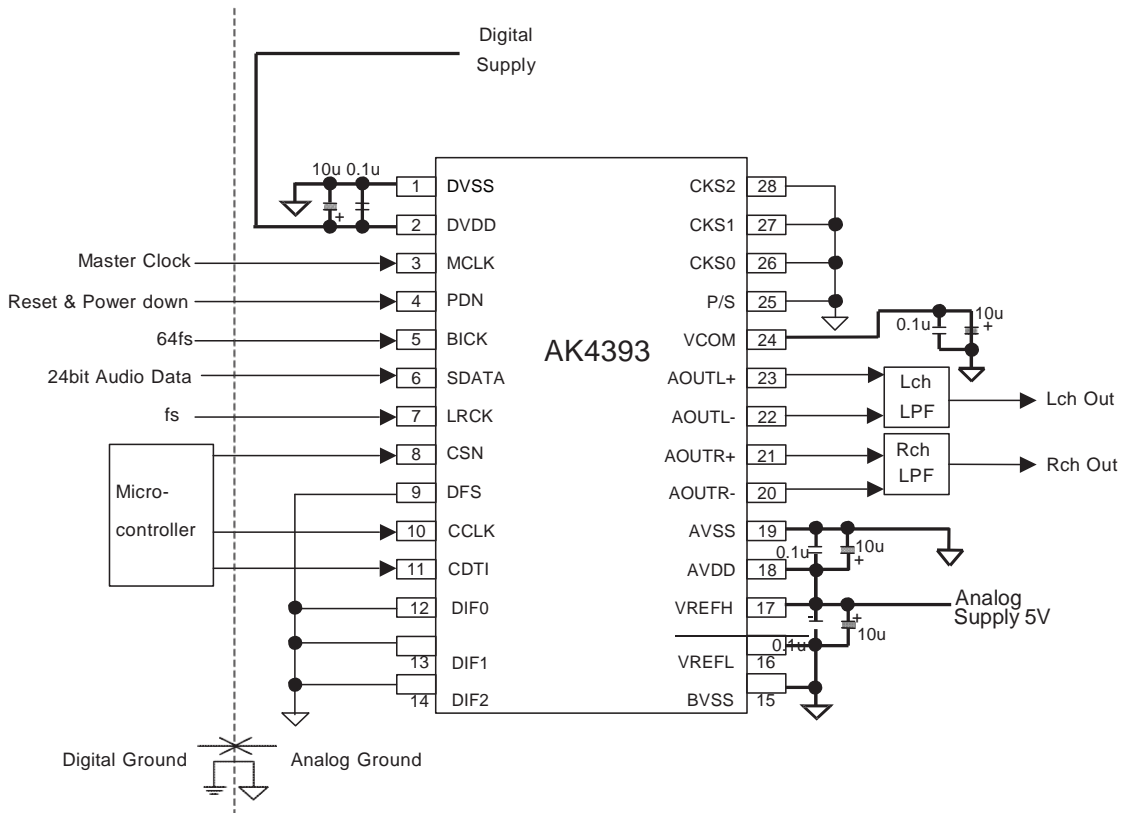 Digital
Supply
10u 0.1u
1 DVSS
2 DVDD
Master Clock 3 MCLK
Reset & Power down 4 PDN
64fs 5 BICK
24bit Audio Data 6 SDATA
fs 7 LRCK
8 CSN
9 DFS
Micro-
controller
10 CCLK
11 CDTI
12 DIF0
13 DIF1
14 DIF2
AK4393
CKS2 28
CKS1 27
CKS0 26
P/S 25
VCOM 24
0.1u 10u
+
AOUTL+ 23
AOUTL- 22
Lch
LPF
Lch Out
AOUTR+ 21
AOUTR- 20
Rch
LPF
Rch Out
AVSS 19
0.1u 10u
+
AVDD 18
VREFH 17
Analog
Supply 5V
+
0.1u 10u
VREFL 16
BVSS 15
Digital Ground Analog Ground